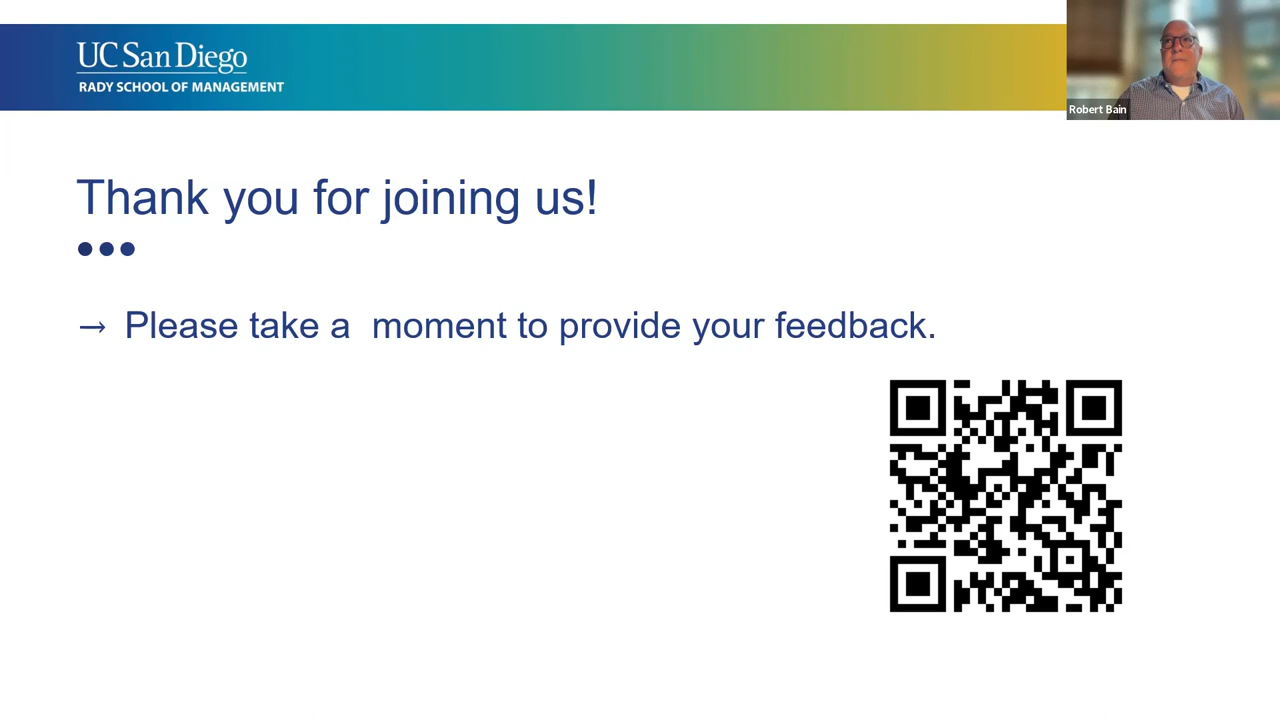 UC San Diego
RADY SCHOOL OF MANAGEMENT
Robert Bain
Thank you for joining us!
→ Please take a  moment to provide your feedback.